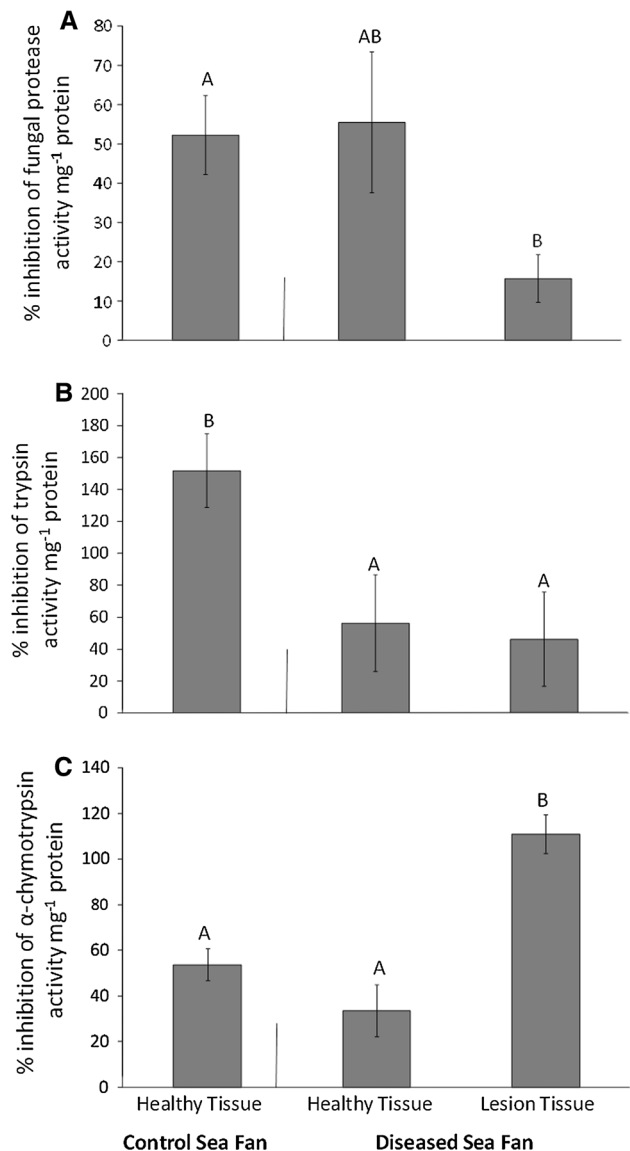 A
% inhibition of fungal protease
activity mg-1 protein
80
70
60
50
40
30
20
10
0
A
AB
B
B
% inhibition of trypsin
activity mg-1 protein
200
180
160
140
120
100
80
60
40
20
0
B
A
A
C
% inhibition of α-chymotrypsin
activity mg-1 protein
140
120
100
80
60
40
20
0
A
A
B
Healthy Tissue
Healthy Tissue
Lesion Tissue
Control Sea Fan
Diseased Sea Fan